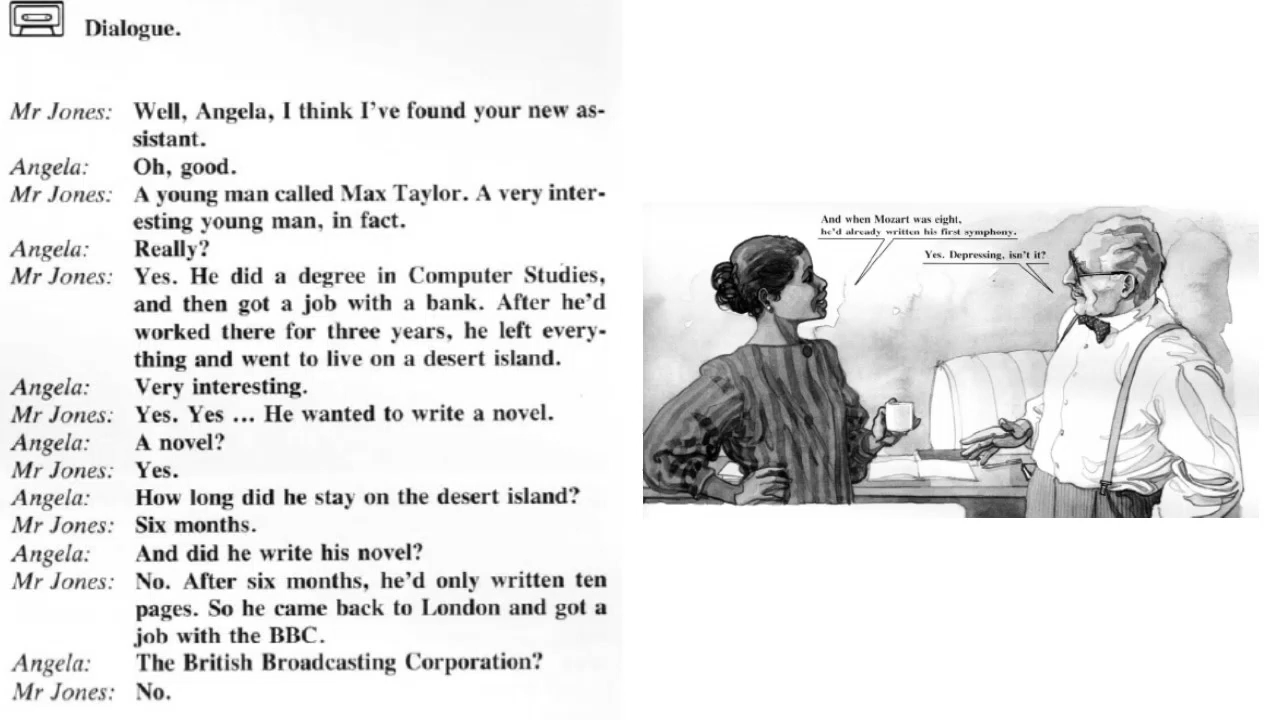 Dialogue.
Mr Jones: Well, Angela, I think I've found your new as-
sistant.
Angela: Oh, good.
Mr Jones: A young man called Max Taylor. A very inter-
esting young man, in fact.
Angela: Really?
Mr Jones: Yes. He did a degree in Computer Studies,
and then got a job with a bank. After he'd
worked there for three years, he left every-
thing and went to live on a desert island.
Angela: Very interesting.
Mr Jones: Yes. Yes ... He wanted to write a novel.
Angela: A novel?
Mr Jones: Yes.
Angela: How long did he stay on the desert island?
Mr Jones: Six months.
Angela: And did he write his novel?
Mr Jones: No. After six months, he'd only written ten
pages. So he came back to London and got a
job with the BBC.
Angela: The British Broadcasting Corporation?
Mr Jones: No.
And when Mozart was eight,
he'd already written his first symphony.
Yes. Depressing, isn't it?